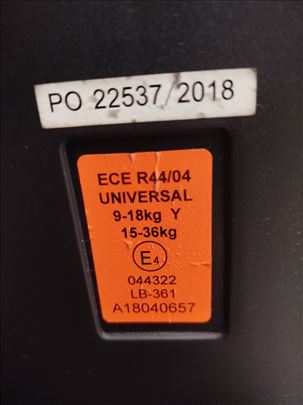 PO 22537/2018
ECE R44/04
UNIVERSAL
9-18kg Y
15-36kg
E4
044322
LB-361
A18040657